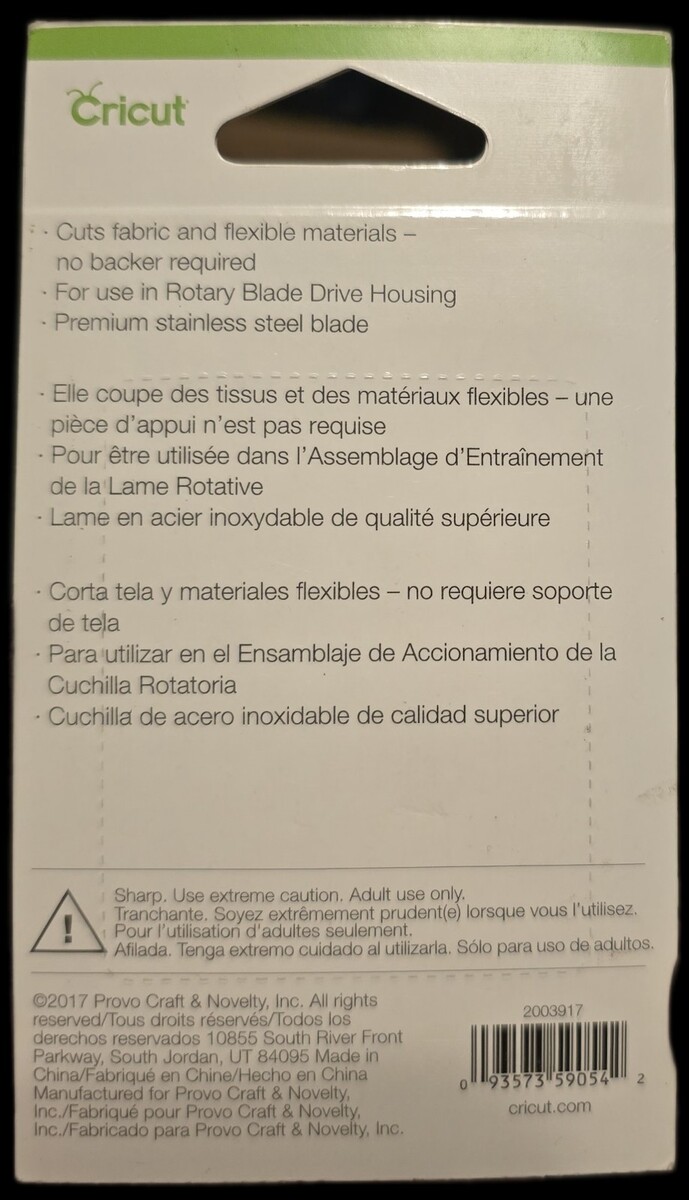 Cricut
· Cuts fabric and flexible materials –
no backer required
· For use in Rotary Blade Drive Housing
· Premium stainless steel blade
· Elle coupe des tissus et des matériaux flexibles – une
pièce d'appui n'est pas requise
· Pour être utilisée dans l'Assemblage d'Entraînement
de la Lame Rotative
· Lame en acier inoxydable de qualité supérieure
· Corta tela y materiales flexibles – no requiere soporte
de tela
· Para utilizar en el Ensamblaje de Accionamiento de la
Cuchilla Rotatoria
· Cuchilla de acero inoxidable de calidad superior
!
Sharp. Use extreme caution. Adult use only.
Tranchante. Soyez extrêmement prudent(e) lorsque vous l'utilisez.
Pour l'utilisation d'adultes seulement.
Afilada. Tenga extremo cuidado al utilizarla. Sólo para uso de adultos.
©2017 Provo Craft & Novelty, Inc. All rights
reserved/Tous droits réservés/Todos los
derechos reservados 10855 South River Front
Parkway, South Jordan, UT 84095 Made in
China/Fabriqué en Chine/Hecho en China
Manufactured for Provo Craft & Novelty,
Inc./Fabriqué pour Provo Craft & Novelty,
Inc./Fabricado para Provo Craft & Novelty, Inc.
2003917
0 93573 59054 2
cricut.com